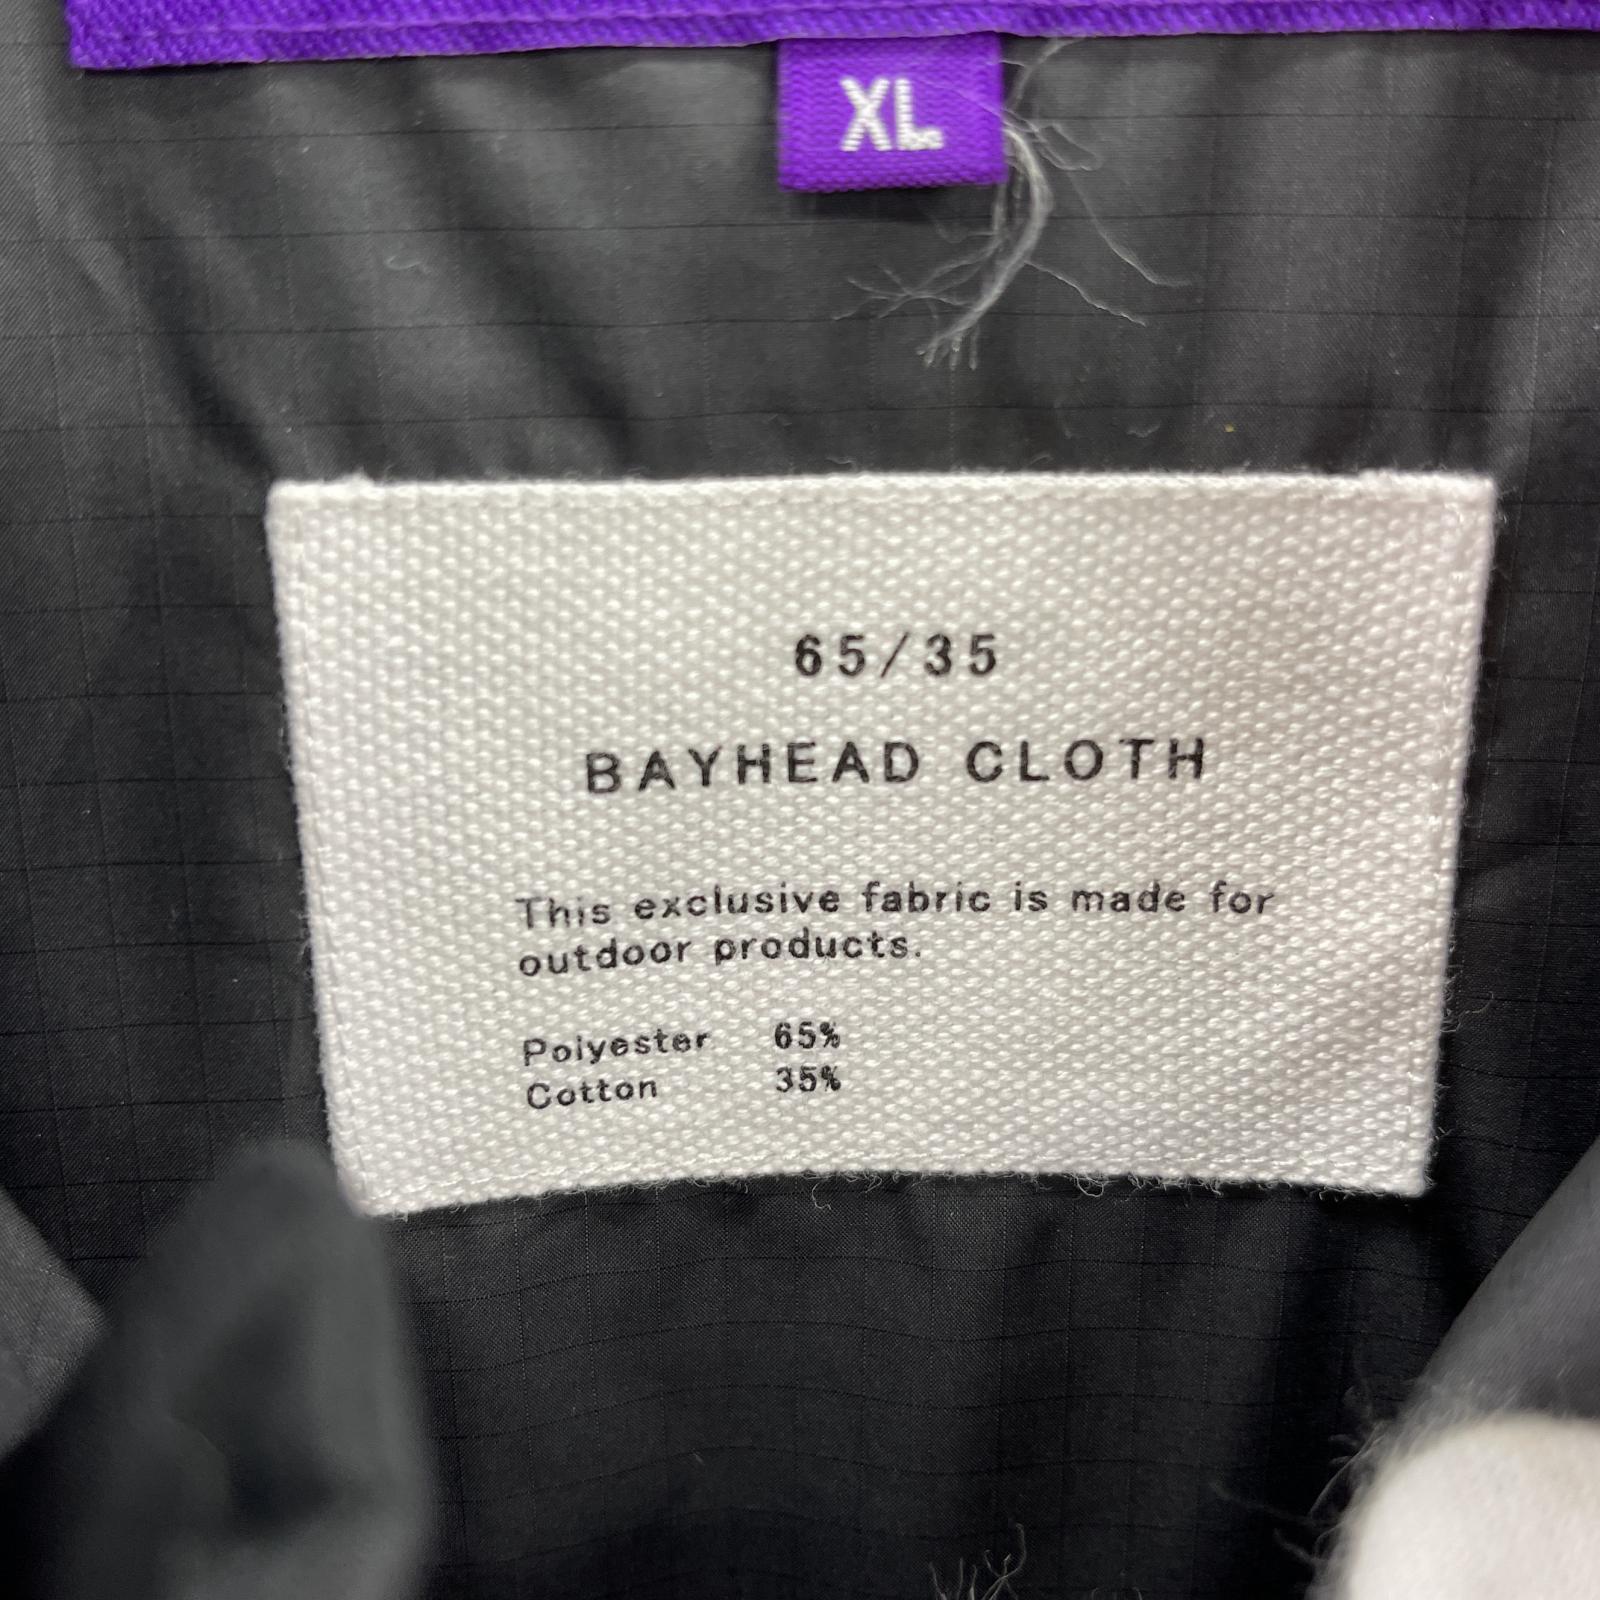 XL
65/35
BAYHEAD CLOTH
This exclusive fabric is made for
outdoor products.
Polyester 65%
Cotton 35%